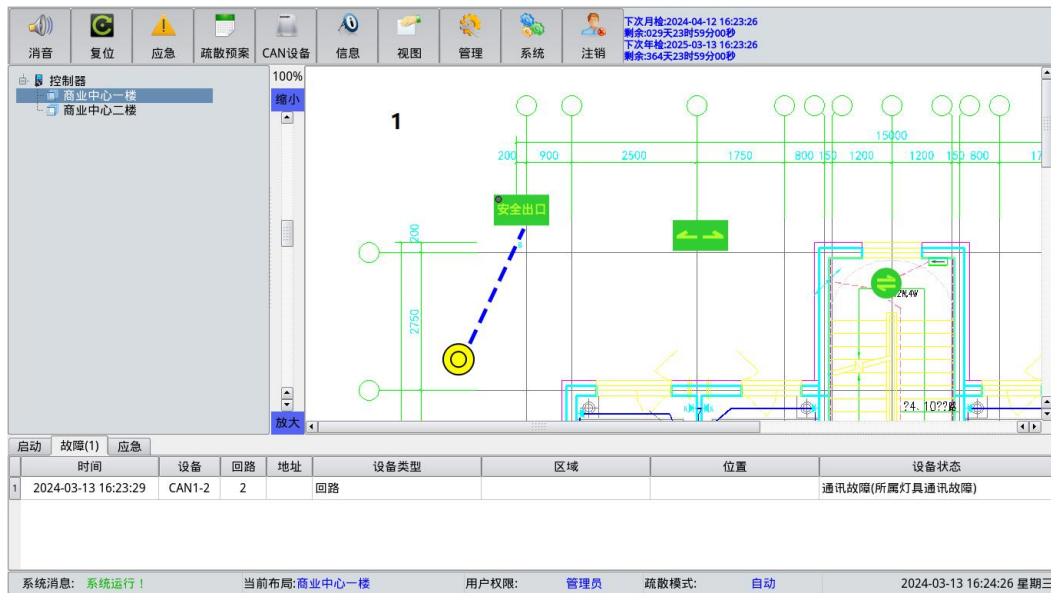 消音 复位 应急 疏散预案 CAN设备 信息 视图 管理 系统 注销
下次月检:2024-04-12 16:23:26
剩余:029天23时59分00秒
下次年检:2025-03-13 16:23:26
剩余:364天23时59分00秒
控制器
商业中心一楼
商业中心二楼
100%
缩小
放大
1
15000
200 900 2500 1750 800 150 1200 1200 150 800 17
安全出口
200
2750
?4、10??路
启动 故障(1) 应急
时间 设备 回路 地址 设备类型 区域 位置 设备状态
1 2024-03-13 16:23:29 CAN1-2 2 回路 通讯故障(所属灯具通讯故障)
系统消息: 系统运行！ 当前布局:商业中心一楼 用户权限: 管理员 疏散模式: 自动 2024-03-13 16:24:26 星期三